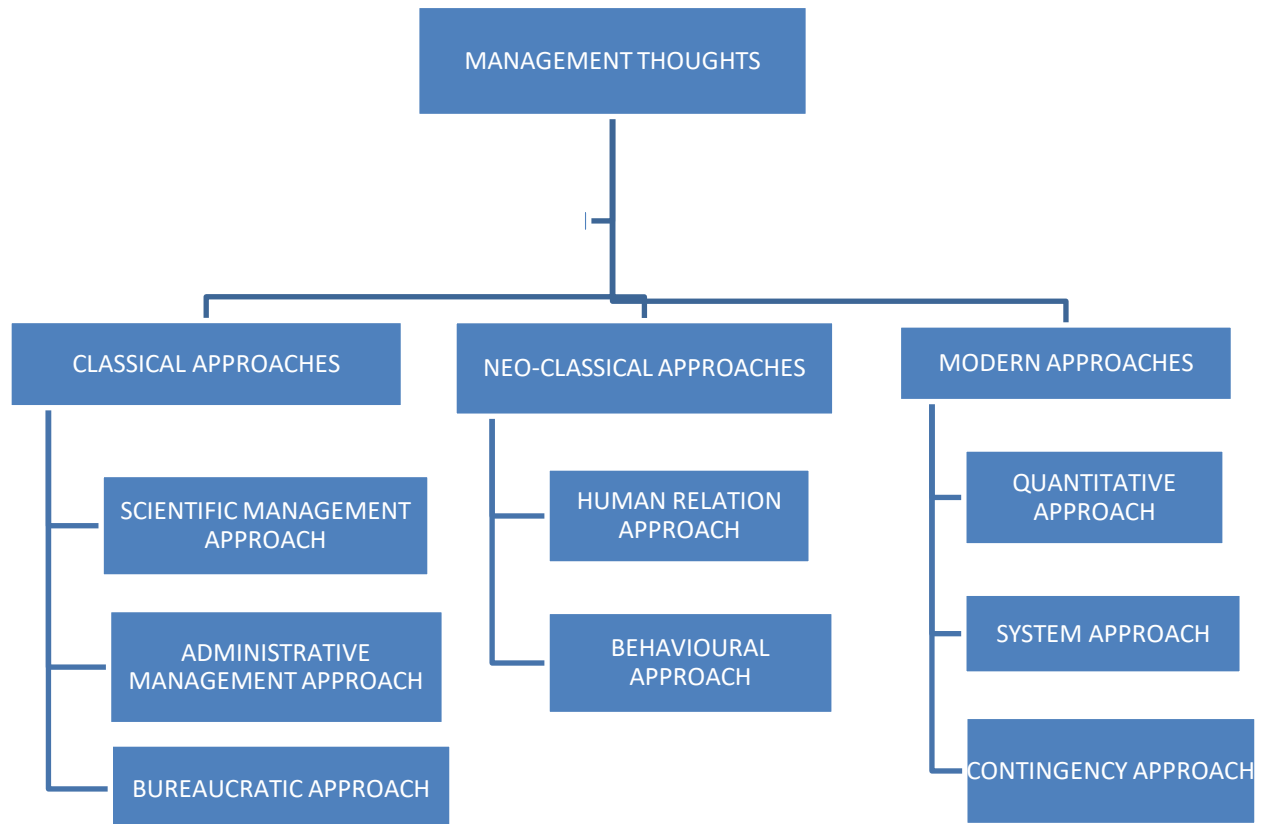 MANAGEMENT THOUGHTS
CLASSICAL APPROACHES
SCIENTIFIC MANAGEMENT
APPROACH
ADMINISTRATIVE
MANAGEMENT APPROACH
BUREAUCRATIC APPROACH
NEO-CLASSICAL APPROACHES
HUMAN RELATION
APPROACH
BEHAVIOURAL
APPROACH
MODERN APPROACHES
QUANTITATIVE
APPROACH
SYSTEM APPROACH
CONTINGENCY APPROACH